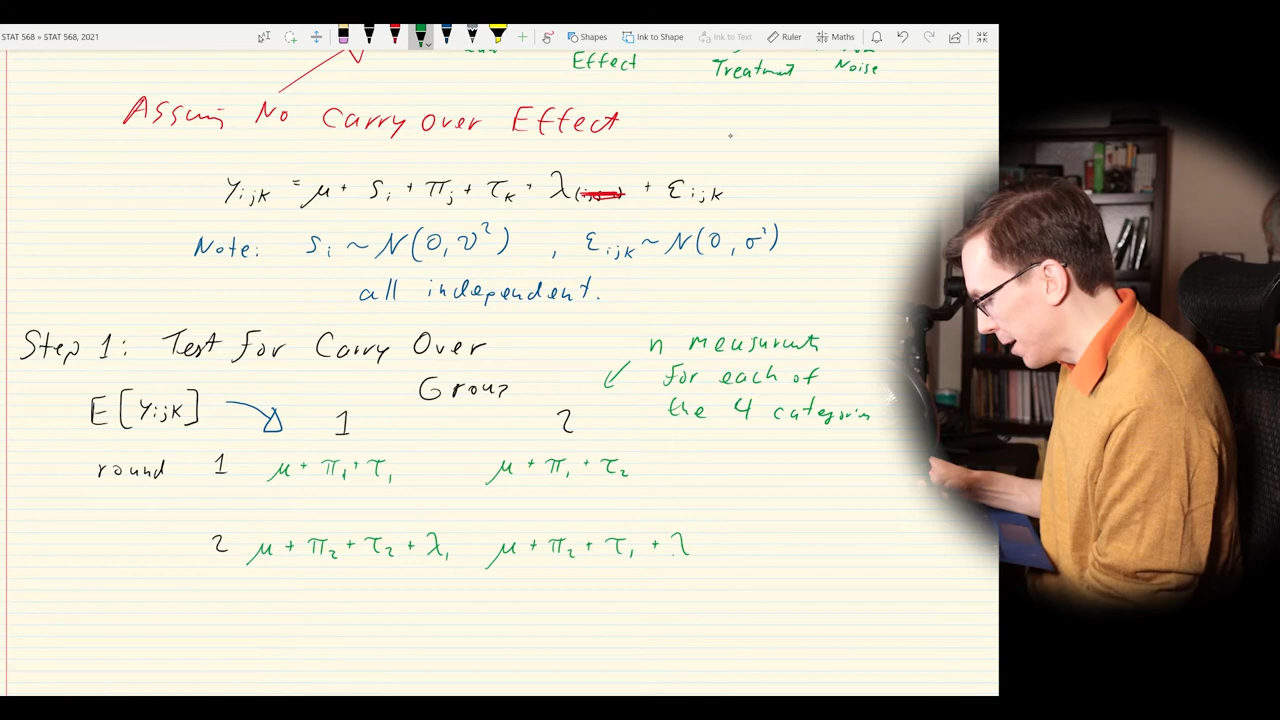 STAT 568 » STAT 568, 2021
Shapes Ink to Shape Ink to Text Ruler Maths
Effect Treatment Noise
Assum No Carry Over Effect
Yijk = μ + Si + πj + τk + λ + εijk
Note: Si ~ N(0, ν²), εijk ~ N(0, σ²)
all independent.
Step 1: Test for Carry Over
n measurments
for each of
the 4 categories
Group
E[Yijk] 1 2
round 1 μ + π1 + τ1 μ + π1 + τ2
2 μ + π2 + τ2 + λ1 μ + π2 + τ1 + λ